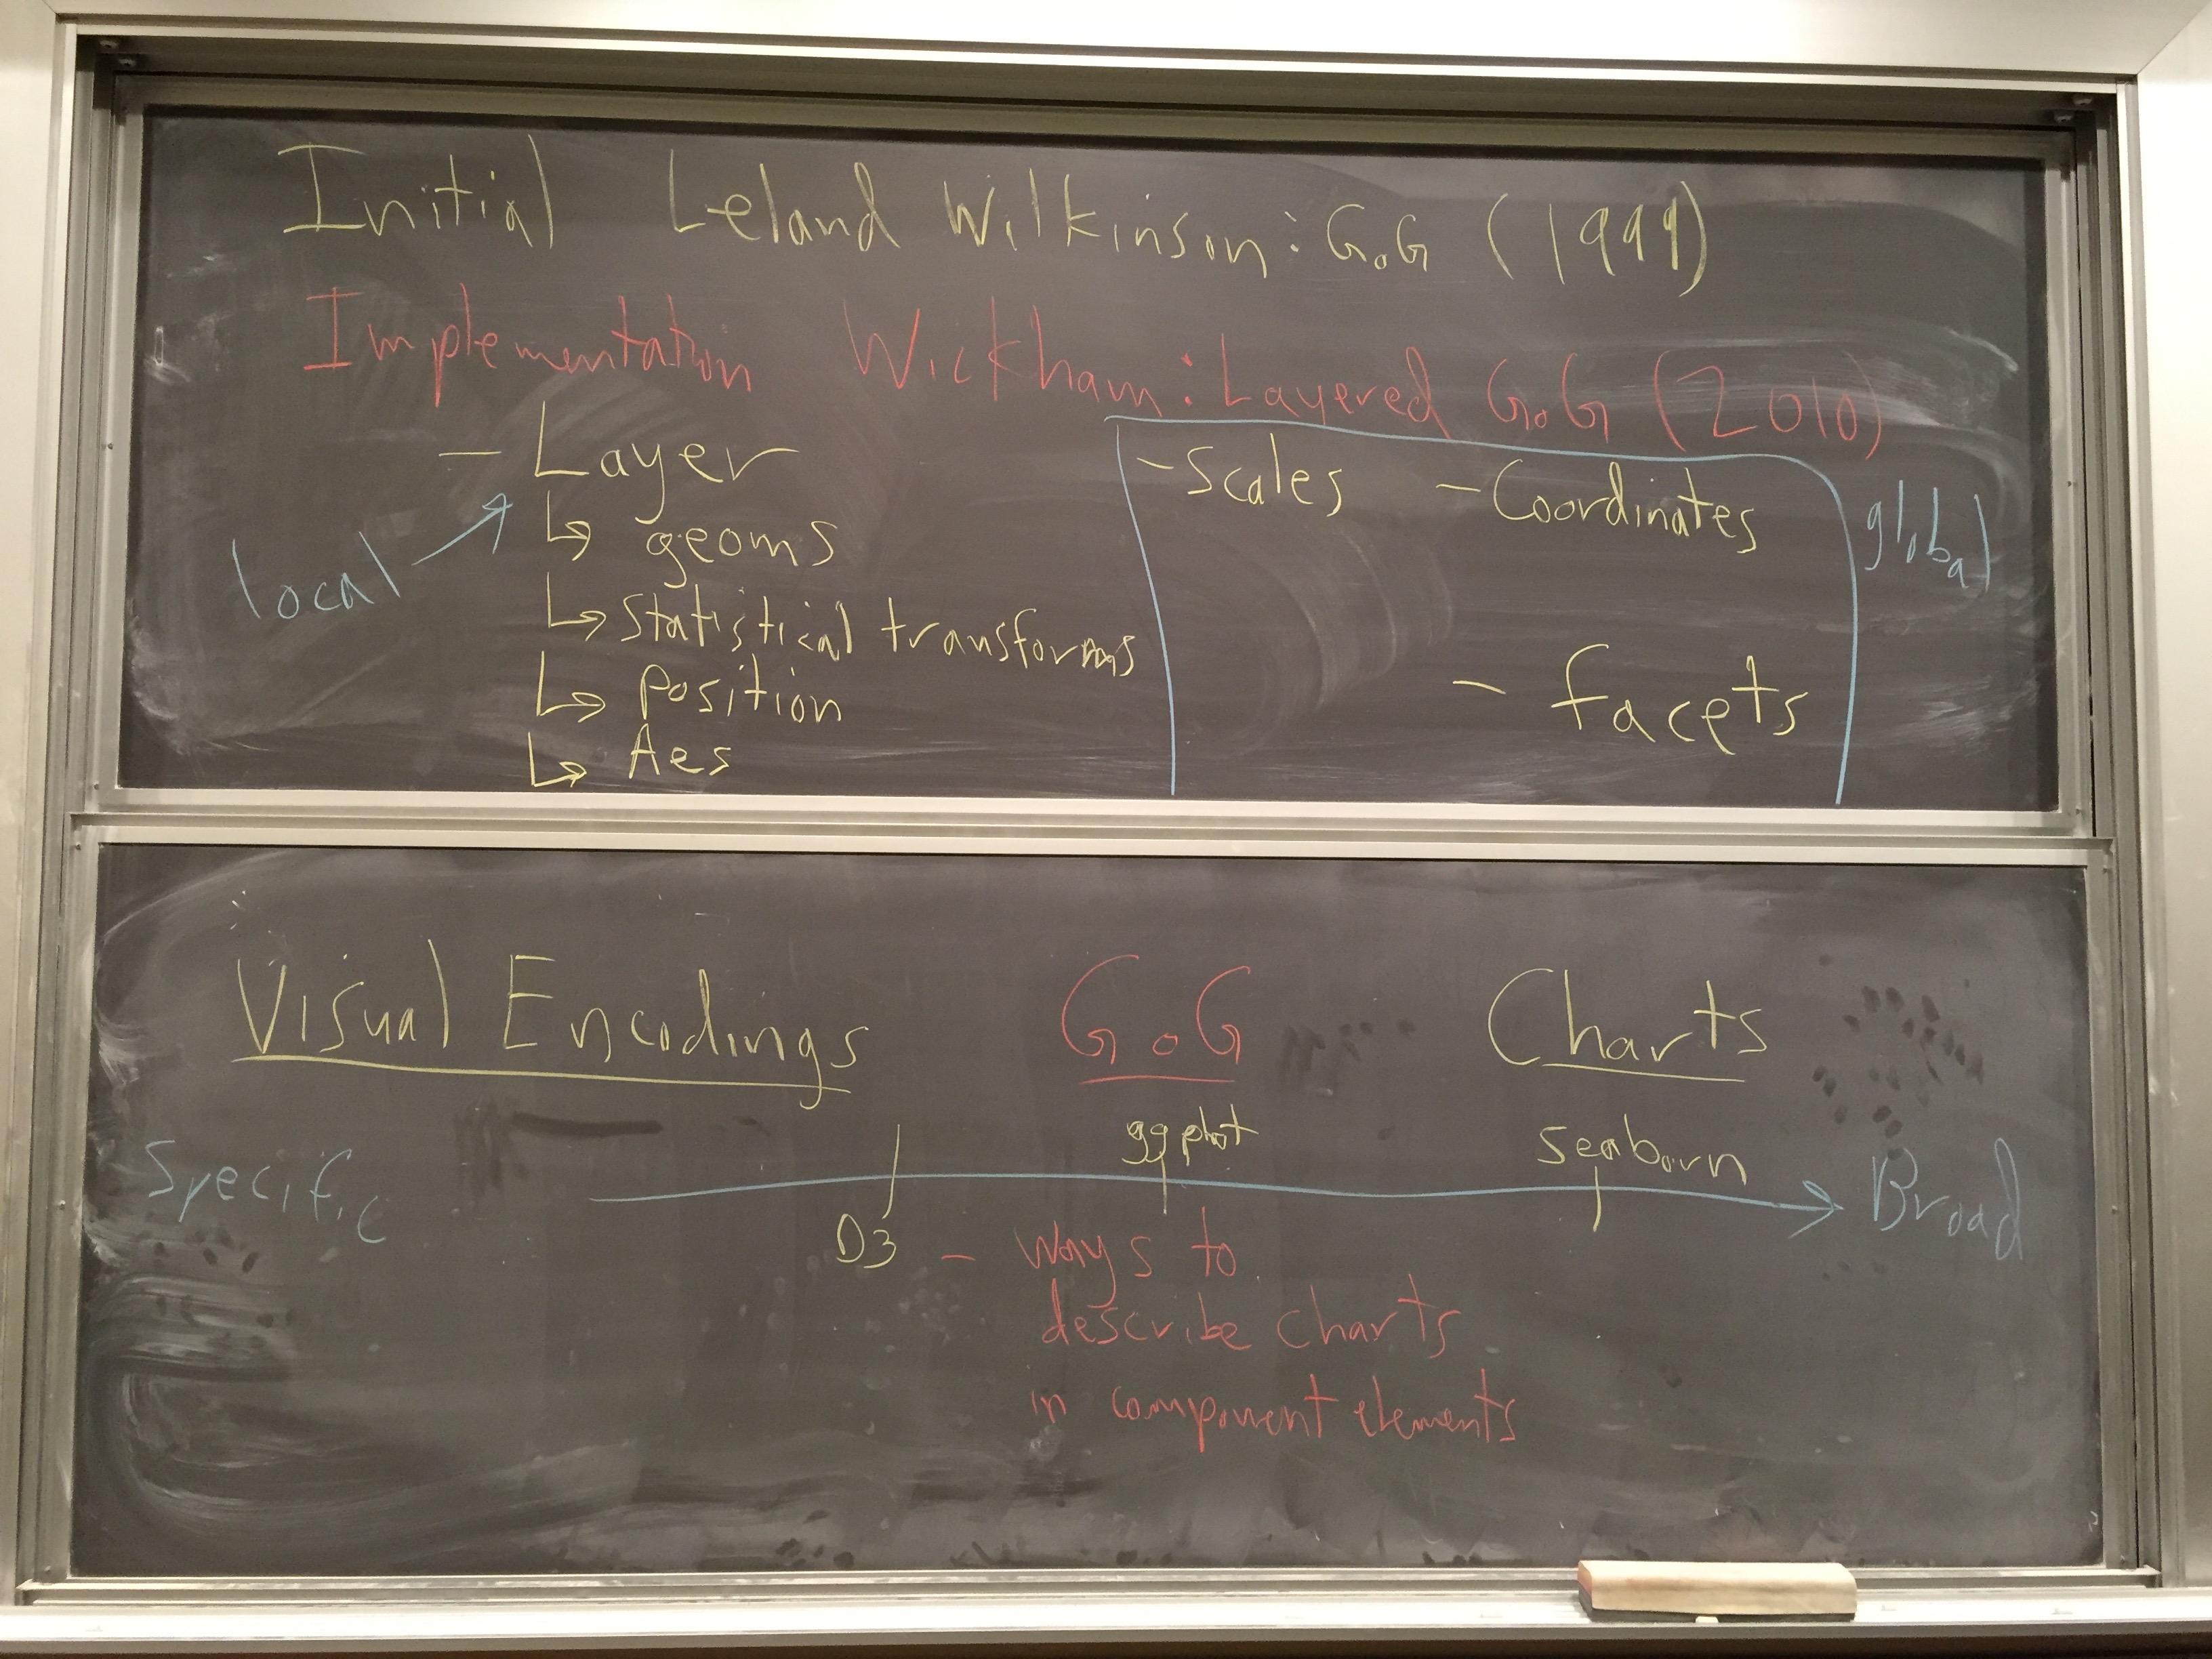 Initial Leland Wilkinson: GoG (1999)
Implementation Wickham: Layered GoG (2010)
- Layer
↳ geoms
↳ Statistical transforms
↳ position
↳ Aes
local
- Scales - Coordinates
- facets
global
Visual Encodings GoG Charts
Specific D3 ggplot seaborn Broad
- ways to
describe charts
in component elements